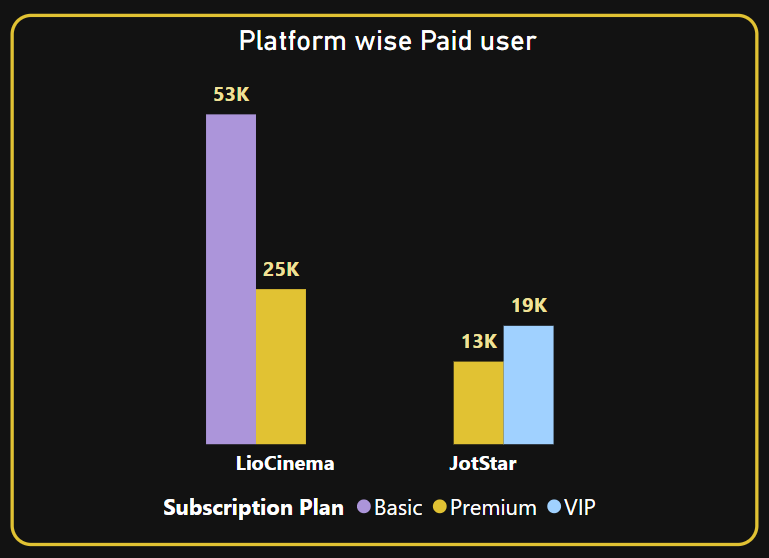 Platform wise Paid user
53K
25K
19K
13K
LioCinema
JotStar
Subscription Plan Basic Premium VIP